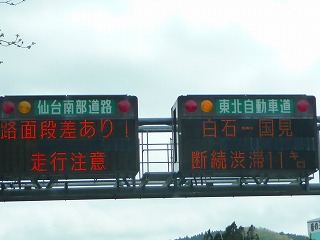 仙台南部道路
路面段差あり!
走行注意
東北自動車道
白石ー国見
断続渋滞11キロ